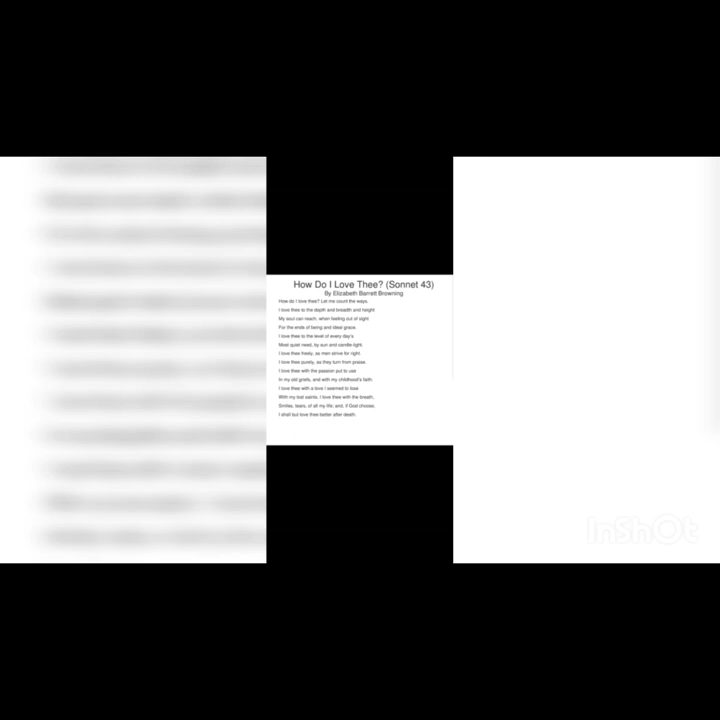 How Do I Love Thee? (Sonnet 43)
By Elizabeth Barrett Browning
How do I love thee? Let me count the ways.
I love thee to the depth and breadth and height
My soul can reach, when feeling out of sight
For the ends of being and ideal grace.
I love thee to the level of every day's
Most quiet need, by sun and candle-light.
I love thee freely, as men strive for right.
I love thee purely, as they turn from praise.
I love thee with the passion put to use
In my old griefs, and with my childhood's faith.
I love thee with a love I seemed to lose
With my lost saints. I love thee with the breath,
Smiles, tears, of all my life; and, if God choose,
I shall but love thee better after death.
InShOt